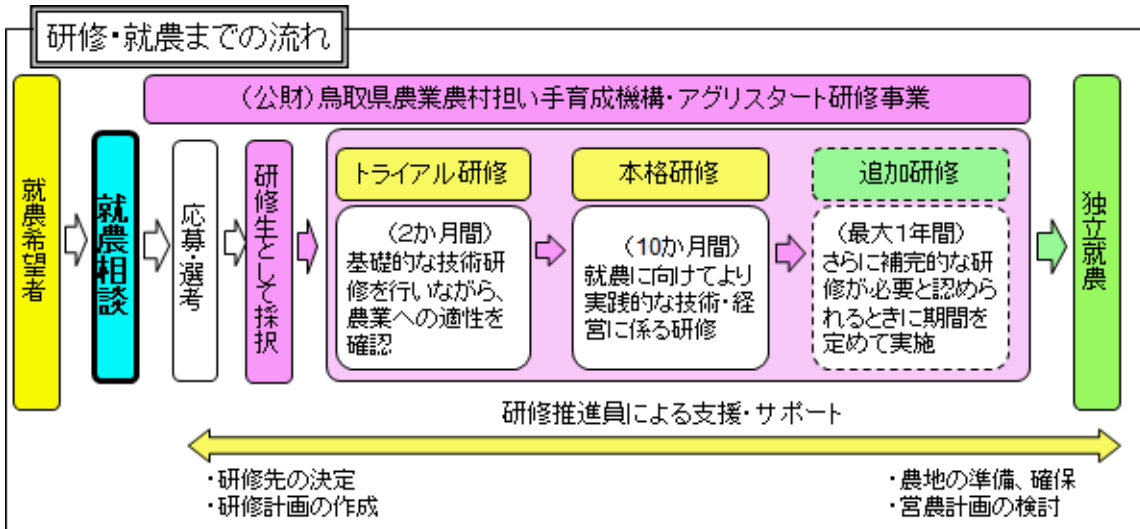 研修・就農までの流れ
(公財)鳥取県農業農村担い手育成機構・アグリスタート研修事業
就農希望者
就農相談
応募・選考
研修生として採択
トライアル研修
(2か月間)
基礎的な技術研
修を行いながら、
農業への適性を
確認
本格研修
(10か月間)
就農に向けてより
実践的な技術・経
営に係る研修
追加研修
(最大1年間)
さらに補完的な研
修が必要と認めら
れるときに期間を
定めて実施
独立就農
研修推進員による支援・サポート
・研修先の決定
・研修計画の作成
・農地の準備、確保
・営農計画の検討